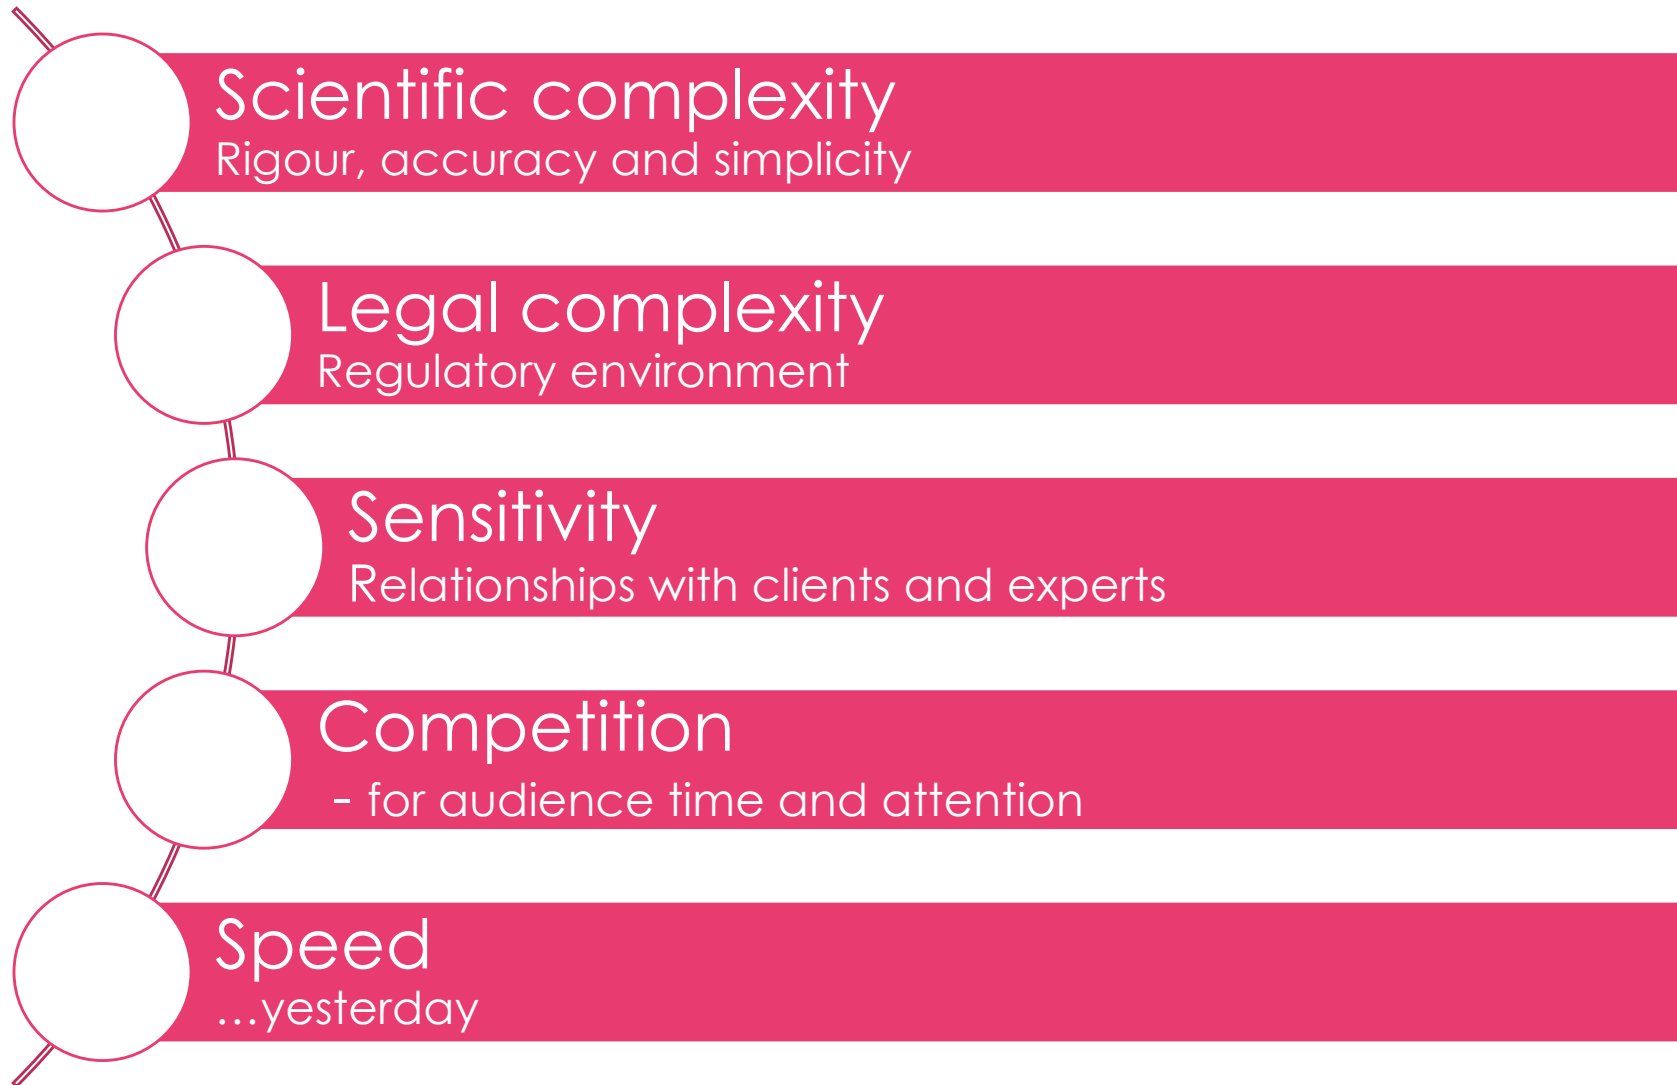 Scientific complexity
Rigour, accuracy and simplicity
Legal complexity
Regulatory environment
Sensitivity
Relationships with clients and experts
Competition
- for audience time and attention
Speed
...yesterday